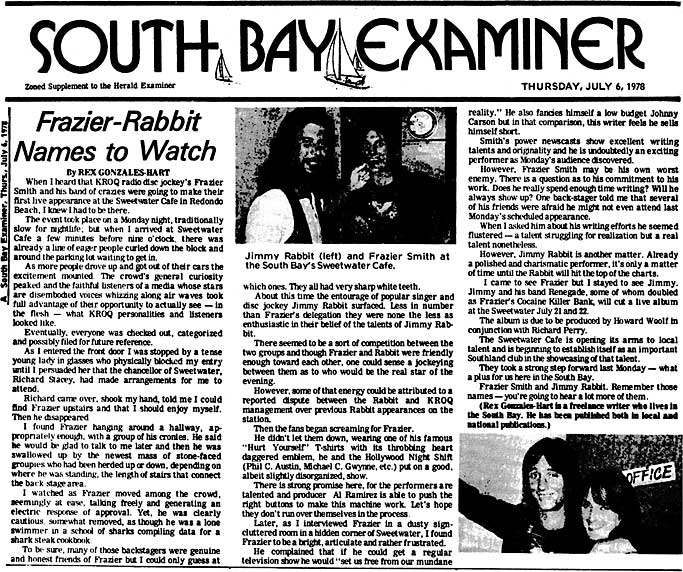 SOUTH BAY EXAMINER
Zoned Supplement to the Herald Examiner
THURSDAY, JULY 6, 1978
A South Bay Examiner, Thurs., July 6, 1978
Frazier-Rabbit
Names to Watch
By REX GONZALES-HART
When I heard that KROQ radio disc jockey's Frazier
Smith and his band of crazies were going to make their
first live appearance at the Sweetwater Cafe in Redondo
Beach, I knew I had to be there.
The event took place on a Monday night, traditionally
slow for nightlife; but when I arrived at Sweetwater
Cafe a few minutes before nine o'clock, there was
already a line of eager people curled down the block and
around the parking lot waiting to get in.
As more people drove up and got out of their cars the
excitement mounted. The crowd's general curiosity
peaked and the faithful listeners of a media whose stars
are disembodied voices whizing along air waves took
full advantage of their opportunity to actually see — in
the flesh — what KROQ personalities and listeners
looked like.
Eventually, everyone was checked out, categorized
and possibly filed for future reference.
As I entered the front door I was stopped by a tense
young lady in glasses who physically blocked my entry
until I persuaded her that the chancellor of Sweetwater,
Richard Stacey, had made arrangements for me to
attend.
Richard came over, shook my hand, told me I could
find Frazier upstairs and that I should enjoy myself.
Then he disappeared.
I found Frazier hanging around a hallway, ap-
propriately enough, with a group of his cronies. He said
he would be glad to talk to me later and then he was
swallowed up by the newest mass of stone-faced
groupies who had been herded up or down, depending on
where he was standing, the length of stairs that connect
the back stage area.
I watched as Frazier moved among the crowd,
seemingly at ease, talking freely and generating an
electric response of approval. Yet, he was clearly
cautious, somewhat removed, as though he was a lone
swimmer in a school of sharks compiling data for a
shark steak cookbook.
To be sure, many of those backstagers were genuine
and honest friends of Frazier but I could only guess at
Jimmy Rabbit (left) and Frazier Smith at
the South Bay's Sweetwater Cafe.
which ones. They all had very sharp white teeth.
About this time the entourage of popular singer and
disc jockey Jimmy Rabbit surfaced. Less in number
than Frazier's delegation they were none the less as
enthusiastic in their belief of the talents of Jimmy Rab-
bit.
There seemed to be a sort of competition between the
two groups and though Frazier and Rabbit were friendly
enough toward each other, one could sense a jockeying
between them as to who would be the real star of the
evening.
However, some of that energy could be attributed to a
reported dispute between the Rabbit and KROQ
management over previous Rabbit appearances on the
station.
Then the fans began screaming for Frazier.
He didn't let them down, wearing one of his famous
"Hurt Yourself" T-shirts with its throbbing heart
daggered emblem, he and the Hollywood Night Shift
(Phil C. Austin, Michael C. Gwynne, etc.) put on a good,
albeit slightly disorganized, show.
There is strong promise here, for the performers are
talented and producer Al Ramirez is able to push the
right buttons to make this machine work. Let's hope
they don't run over themselves in the process.
Later, as I interviewed Frazier in a dusty sign-
cluttered room in a hidden corner of Sweetwater, I found
Frazier to be a bright, articulate and rather frustrated.
He complained that if he could get a regular
television show he would "set us free from our mundane
reality." He also fancies himself a low budget Johnny
Carson but in that comparison, this writer feels he sells
himself short.
Smith's power newscasts show excellent writing
talents and originality and he is undoubtedly an exciting
performer as Monday's audience discovered.
However, Frazier Smith may be his own worst
enemy. There is a question as to his commitment to his
work. Does he really spend enough time writing? Will he
always show up? One back-stager told me that several
of his friends were afraid he might not even attend last
Monday's scheduled appearance.
When I asked him about his writing efforts he seemed
flustered — a talent struggling for realization but a real
talent nonetheless.
However, Jimmy Rabbit is another matter. Already
a polished and charismatic performer, it's only a matter
of time until the Rabbit will hit the top of the charts.
I came to see Frazier but I stayed to see Jimmy.
Jimmy and his band Renegade, some of whom doubled
as Frazier's Cocaine Killer Bank, will cut a live album
at the Sweetwater July 21 and 22.
The album is due to be produced by Howard Woolf in
conjunction with Richard Perry.
The Sweetwater Cafe is opening its arms to local
talent and is beginning to establish itself as an important
Southland club in the showcasing of that talent.
They took a strong step forward last Monday — what
a plus for us here in the South Bay.
Frazier Smith and Jimmy Rabbit. Remember those
names — you're going to hear a lot more of them.
(Rex Gonzales-Hart is a freelance writer who lives in
the South Bay. He has been published both in local and
national publications.)
OFFICE